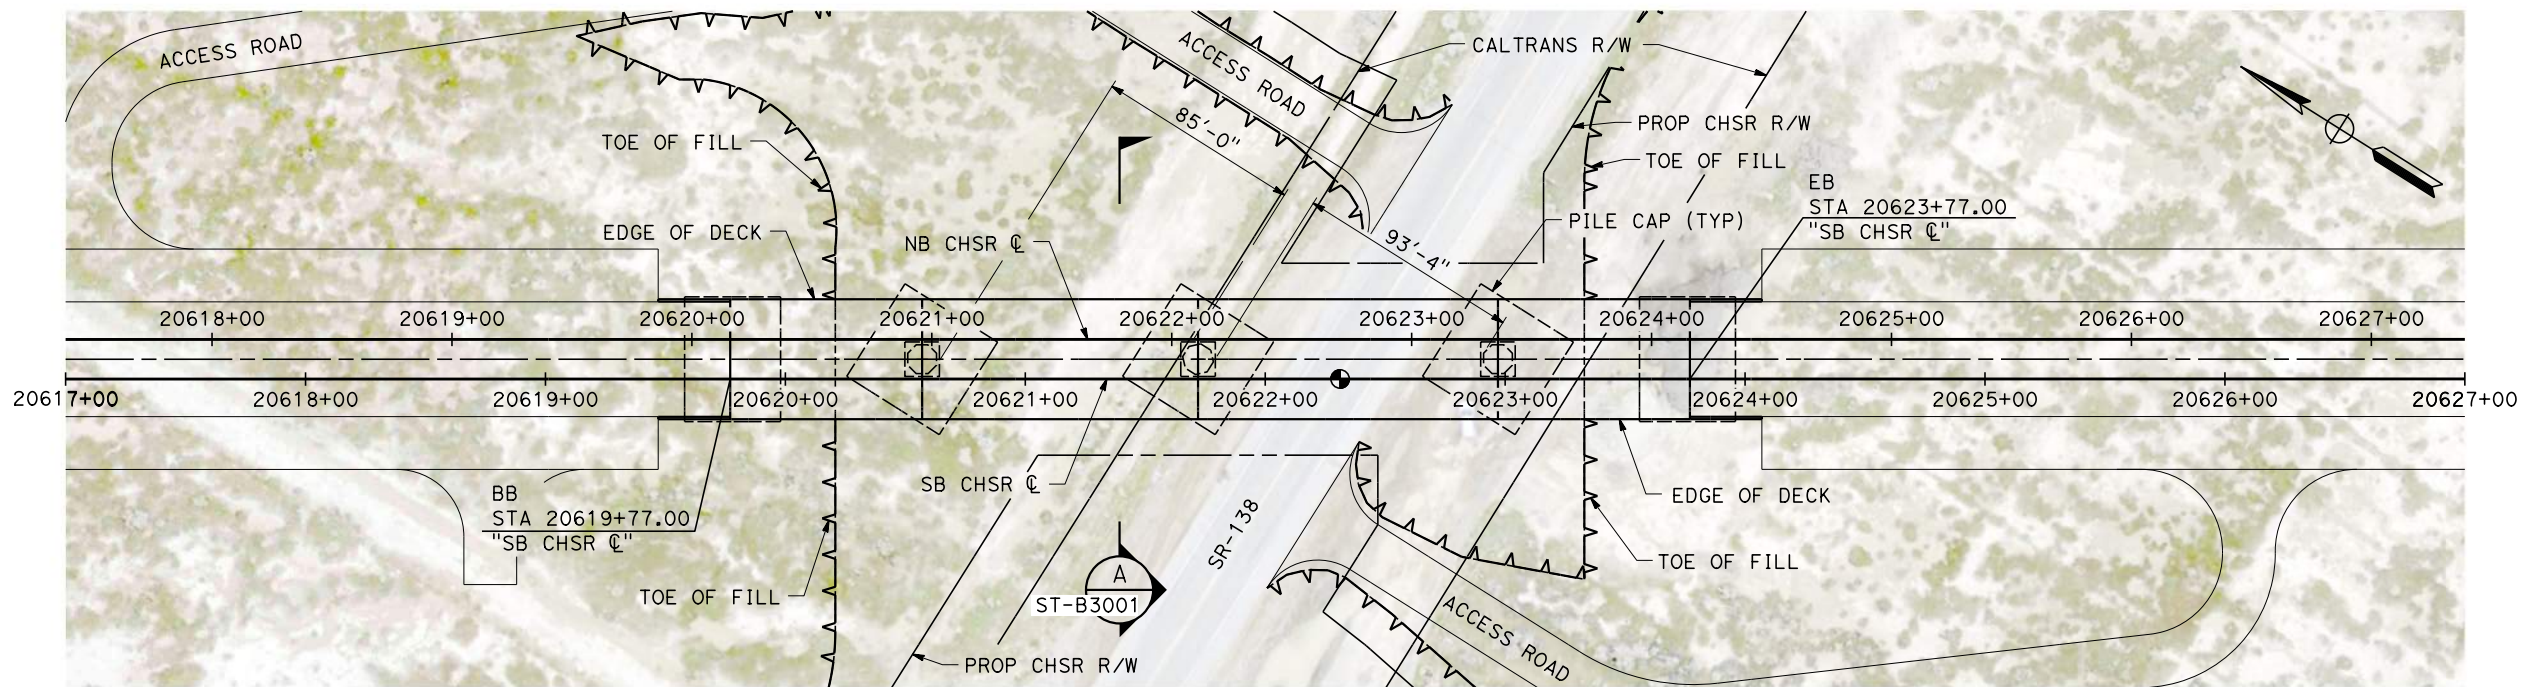 ACCESS ROAD
ACCESS ROAD
CALTRANS R/W
85'-0"
PROP CHSR R/W
TOE OF FILL
TOE OF FILL
EB
STA 20623+77.00
"SB CHSR ℄"
PILE CAP (TYP)
EDGE OF DECK
NB CHSR ℄
93'-4"
20618+00
20619+00
20620+00
20621+00
20622+00
20623+00
20624+00
20625+00
20626+00
20627+00
20617+00
20618+00
20619+00
20620+00
20621+00
20622+00
20623+00
20624+00
20625+00
20626+00
20627+00
SB CHSR ℄
BB
STA 20619+77.00
"SB CHSR ℄"
EDGE OF DECK
SR-138
TOE OF FILL
A
ST-B3001
TOE OF FILL
ACCESS ROAD
PROP CHSR R/W